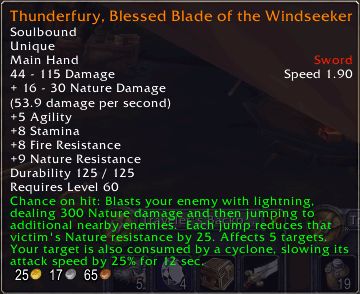 Thunderfury, Blessed Blade of the Windseeker
Soulbound
Unique
Main Hand Sword
44 - 115 Damage Speed 1.90
+ 16 - 30 Nature Damage
(53.9 damage per second)
+5 Agility
+8 Stamina
+8 Fire Resistance
+9 Nature Resistance
Durability 125 / 125
Requires Level 60
Chance on hit: Blasts your enemy with lightning,
dealing 300 Nature damage and then jumping to
additional nearby enemies. Each jump reduces that
victim's Nature resistance by 25. Affects 5 targets.
Your target is also consumed by a cyclone, slowing its
attack speed by 25% for 12 sec.
25 17 65
5 4 19